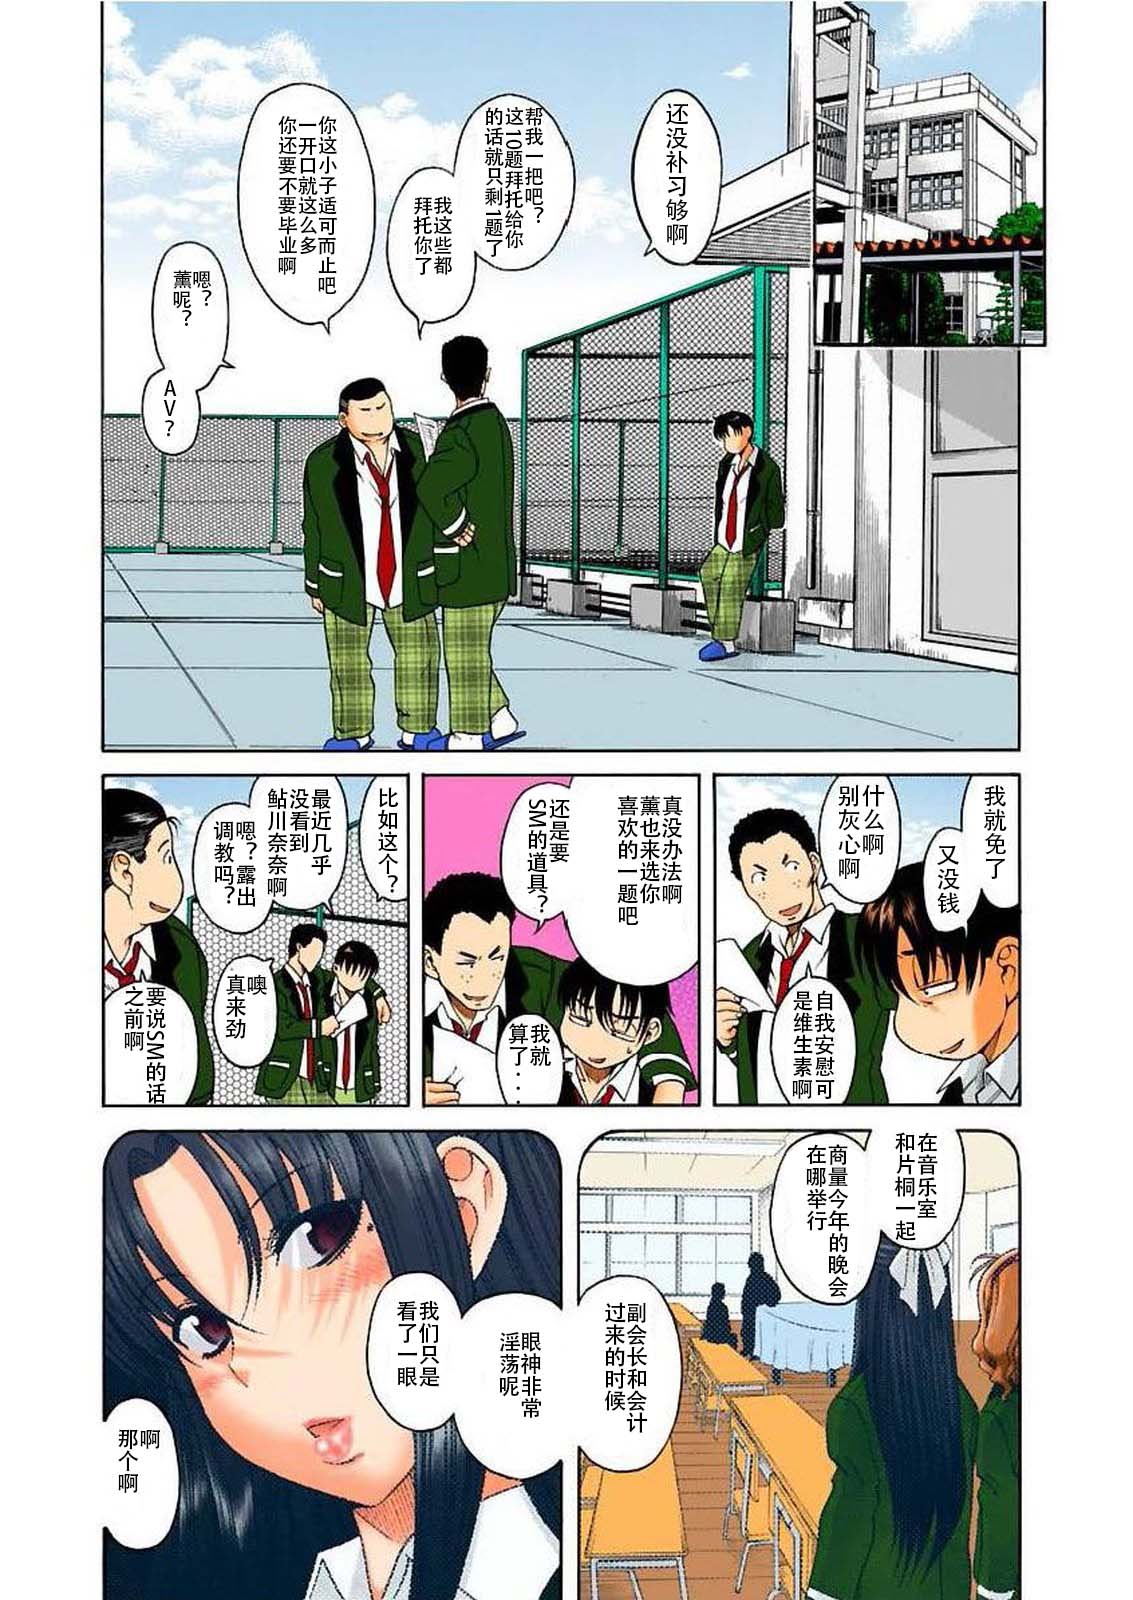 还没补习够啊
帮我一把吧？
这10题拜托给你
的话就只剩1题了
我这些都
拜托你了
你这小子适可而止吧
一开口就这么多
你还要不要毕业啊
嗯？
薰呢？
AV？
我就免了
又没钱
什么啊
别灰心啊
自我安慰可
是维生素啊
真没办法啊
薰也来选你
喜欢的一题吧
还是要
SM的道具？
我就
算了...
比如这个？
最近几乎
没看到
鲇川奈奈啊
嗯？露出
调教吗？
噢
真来劲
要说SM的话
之前啊
在音乐室
和片桐一起
商量今年的晚会
在哪举行
副会长和会计
过来的时候
眼神非常
淫荡呢
我们只是
看了一眼
啊
那个啊